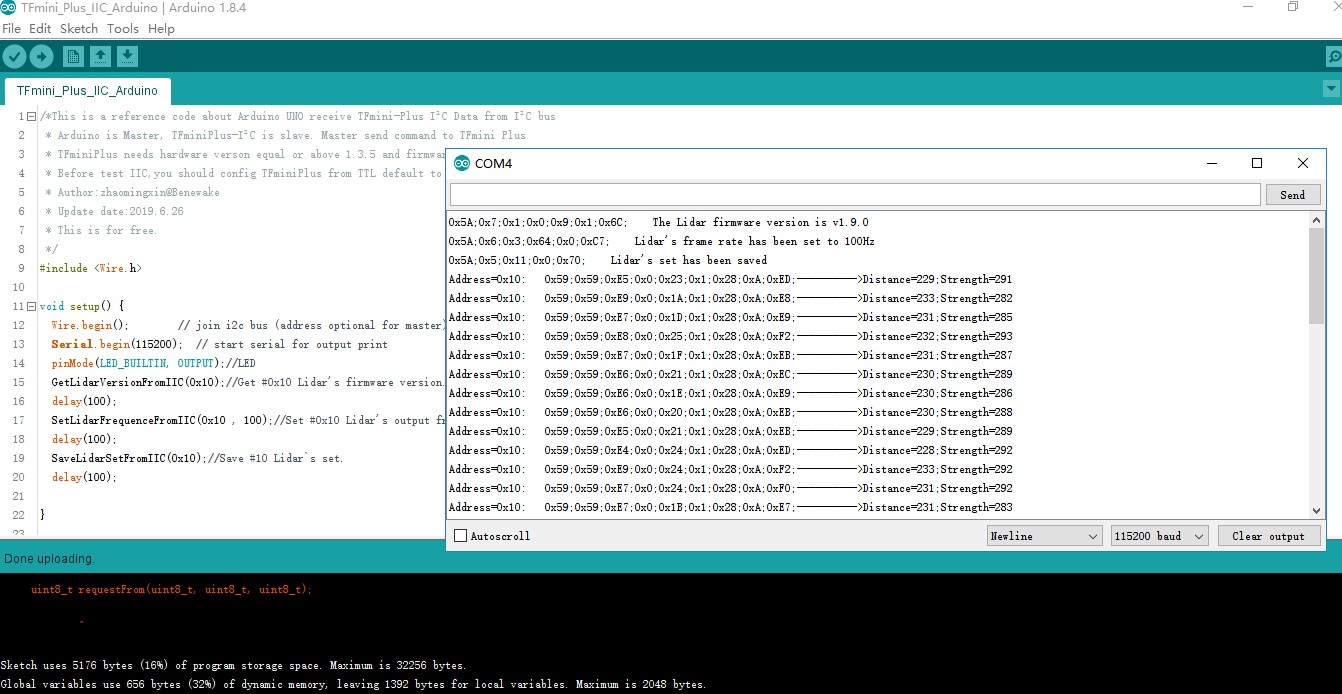 TFmini_Plus_IIC_Arduino | Arduino 1.8.4
File Edit Sketch Tools Help
TFmini_Plus_IIC_Arduino
1 /*This is a reference code about Arduino UNO receive TFmini-Plus I²C Data from I²C bus
2 * Arduino is Master, TFminiPlus-I²C is slave. Master send command to TFmini Plus
3 * TFminiPlus needs hardware verson equal or above 1.3.5 and firmwar
4 * Before test IIC,you should config TFminiPlus from TTL default to
5 * Author:zhaomingxin@Benewake
6 * Update date:2019.6.26
7 * This is for free.
8 */
9 #include <Wire.h>
10
11 void setup() {
12 Wire.begin(); // join i2c bus (address optional for master)
13 Serial.begin(115200); // start serial for output print
14 pinMode(LED_BUILTIN, OUTPUT);//LED
15 GetLidarVersionFromIIC(0x10);//Get #0x10 Lidar's firmware version.
16 delay(100);
17 SetLidarFrequenceFromIIC(0x10 , 100);//Set #0x10 Lidar's output fr
18 delay(100);
19 SaveLidarSetFromIIC(0x10);//Save #10 Lidar`s set.
20 delay(100);
21
22 }
23
COM4
Send
0x5A;0x7;0x1;0x0;0x9;0x1;0x6C; The Lidar firmware version is v1.9.0
0x5A;0x6;0x3;0x64;0x0;0xC7; Lidar's frame rate has been set to 100Hz
0x5A;0x5;0x11;0x0;0x70; Lidar's set has been saved
Address=0x10: 0x59;0x59;0xE5;0x0;0x23;0x1;0x28;0xA;0xED;—————>Distance=229;Strength=291
Address=0x10: 0x59;0x59;0xE9;0x0;0x1A;0x1;0x28;0xA;0xE8;—————>Distance=233;Strength=282
Address=0x10: 0x59;0x59;0xE7;0x0;0x1D;0x1;0x28;0xA;0xE9;—————>Distance=231;Strength=285
Address=0x10: 0x59;0x59;0xE8;0x0;0x25;0x1;0x28;0xA;0xF2;—————>Distance=232;Strength=293
Address=0x10: 0x59;0x59;0xE7;0x0;0x1F;0x1;0x28;0xA;0xEB;—————>Distance=231;Strength=287
Address=0x10: 0x59;0x59;0xE6;0x0;0x21;0x1;0x28;0xA;0xEC;—————>Distance=230;Strength=289
Address=0x10: 0x59;0x59;0xE6;0x0;0x1E;0x1;0x28;0xA;0xE9;—————>Distance=230;Strength=286
Address=0x10: 0x59;0x59;0xE6;0x0;0x20;0x1;0x28;0xA;0xEB;—————>Distance=230;Strength=288
Address=0x10: 0x59;0x59;0xE5;0x0;0x21;0x1;0x28;0xA;0xEB;—————>Distance=229;Strength=289
Address=0x10: 0x59;0x59;0xE4;0x0;0x24;0x1;0x28;0xA;0xED;—————>Distance=228;Strength=292
Address=0x10: 0x59;0x59;0xE9;0x0;0x24;0x1;0x28;0xA;0xF2;—————>Distance=233;Strength=292
Address=0x10: 0x59;0x59;0xE7;0x0;0x24;0x1;0x28;0xA;0xF0;—————>Distance=231;Strength=292
Address=0x10: 0x59;0x59;0xE7;0x0;0x1B;0x1;0x28;0xA;0xE7;—————>Distance=231;Strength=283
Autoscroll
Newline
115200 baud
Clear output
Done uploading.
uint8_t requestFrom(uint8_t, uint8_t, uint8_t);
^
Sketch uses 5176 bytes (16%) of program storage space. Maximum is 32256 bytes.
Global variables use 656 bytes (32%) of dynamic memory, leaving 1392 bytes for local variables. Maximum is 2048 bytes.